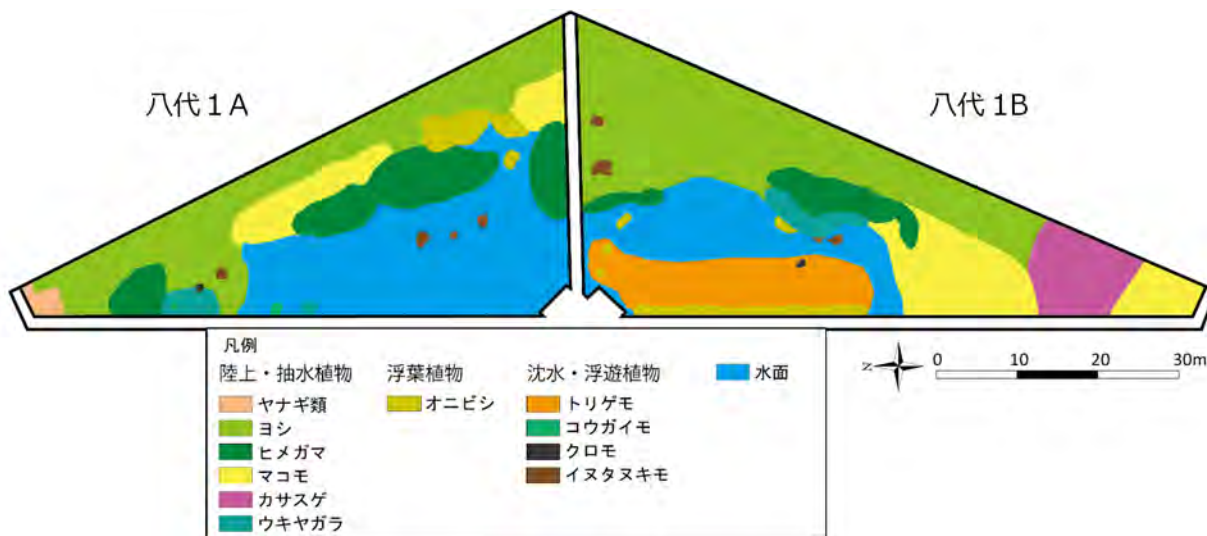 八代１A
八代 1B
凡例
陸上・抽水植物
ヤナギ類
ヨシ
ヒメガマ
マコモ
カサスゲ
ウキヤガラ
浮葉植物
オニビシ
沈水・浮遊植物
トリゲモ
コウガイモ
クロモ
イヌタヌキモ
水面
N
0 10 20 30m